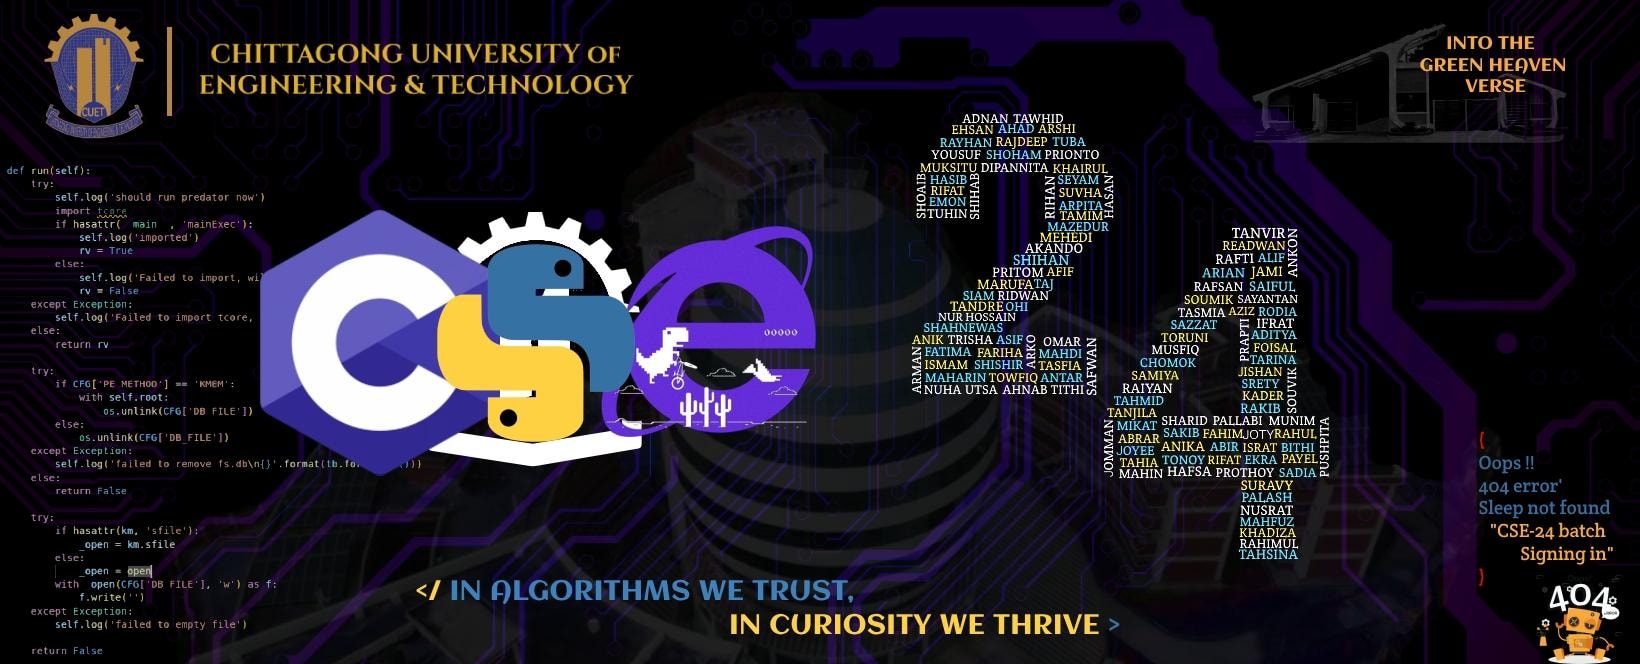 CHITTAGONG UNIVERSITY OF
ENGINEERING & TECHNOLOGY
CUET
INTO THE
GREEN HEAVEN
VERSE
def run(self):
try:
self.log('should run predator now')
import tcore
if hasattr(__main__, 'mainExec'):
self.log('imported')
rv = True
else:
self.log('Failed to import, wil
rv = False
except Exception:
self.log('Failed to import tcore,
else:
return rv
try:
if CFG['PE METHOD'] == 'KMEM':
with self.root:
os.unlink(CFG['DB FILE'])
else:
os.unlink(CFG['DB FILE'])
except Exception:
self.log('failed to remove fs.db\n{}'.format(tb.for ()))
else:
return False
try:
if hasattr(km, 'sfile'):
_open = km.sfile
else:
_open = open
with _open(CFG['DB FILE'], 'w') as f:
f.write('')
except Exception:
self.log('failed to empty file')
return False
C
e
ADNAN TAWHID
EHSAN AHAD ARSHI
RAYHAN RAJDEEP TUBA
YOUSUF SHOHAM PRIONTO
MUKSITU DIPANNITA KHAIRUL
SHOAIB
HASIB
RIFAT
EMON
STUHIN
SHIHAB
RIHAN
SEYAM
SUVHA
ARPITA
TAMIM
HASAN
MAZEDUR
MEHEDI
AKANDO
SHIHAN
PRITOM AFIF
MARUFA TAJ
SIAM RIDWAN
TANDRE OHI
NUR HOSSAIN
SHAHNEWAS
ANIK TRISHA ASIF
ARMAN
FATIMA FARIHA
ISMAM SHISHIR
ARKO
OMAR
MAHDI
TASFIA
SAFWAN
MAHARIN TOWFIQ ANTAR
NUHA UTSA AHNAB TITHI
TANVIR
READWAN
RAFTI ALIF
ANKON
ARIAN JAMI
RAFSAN SAIFUL
SOUMIK SAYANTAN
TASMIA AZIZ RODIA
SAZZAT
PRAPTI
IFRAT
TORUNI
ADITYA
MUSFIQ
FOISAL
CHOMOK
TARINA
SAMIYA
JISHAN
RAIYAN
SRETY
SOUVIK
TAHMID
KADER
TANJILA
RAKIB
JOMMAN
MIKAT SHARID PALLABI MUNIM
ABRAR SAKIB FAHIM JOTY RAHUL
JOYEE ANIKA ABIR ISRAT BITHI
TAHIA TONOY RIFAT EKRA PAYEL
MAHIN HAFSA PROTHOY SADIA
PUSHPITA
SURAVY
PALASH
NUSRAT
MAHFUZ
KHADIZA
RAHIMUL
TAHSINA
{
Oops !!
404 error'
Sleep not found
"CSE-24 batch
Signing in"
}
404
</ IN ALGORITHMS WE TRUST,
IN CURIOSITY WE THRIVE >